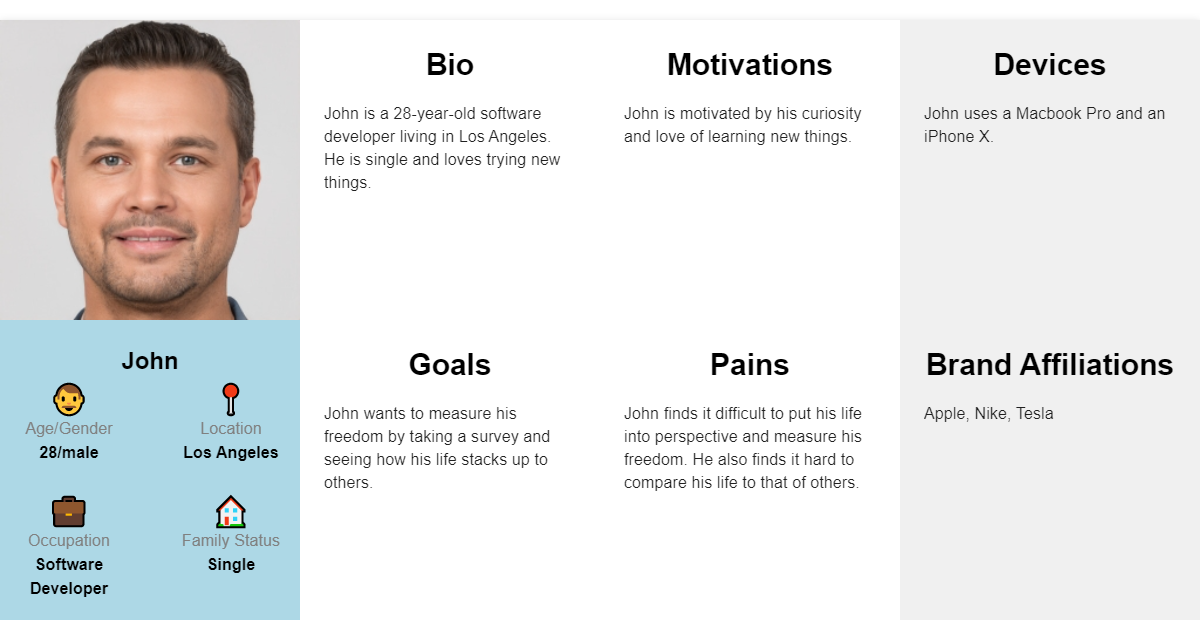 Bio
John is a 28-year-old software
developer living in Los Angeles.
He is single and loves trying new
things.
Motivations
John is motivated by his curiosity
and love of learning new things.
Devices
John uses a Macbook Pro and an
iPhone X.
John
Age/Gender
28/male
Location
Los Angeles
Occupation
Software
Developer
Family Status
Single
Goals
John wants to measure his
freedom by taking a survey and
seeing how his life stacks up to
others.
Pains
John finds it difficult to put his life
into perspective and measure his
freedom. He also finds it hard to
compare his life to that of others.
Brand Affiliations
Apple, Nike, Tesla